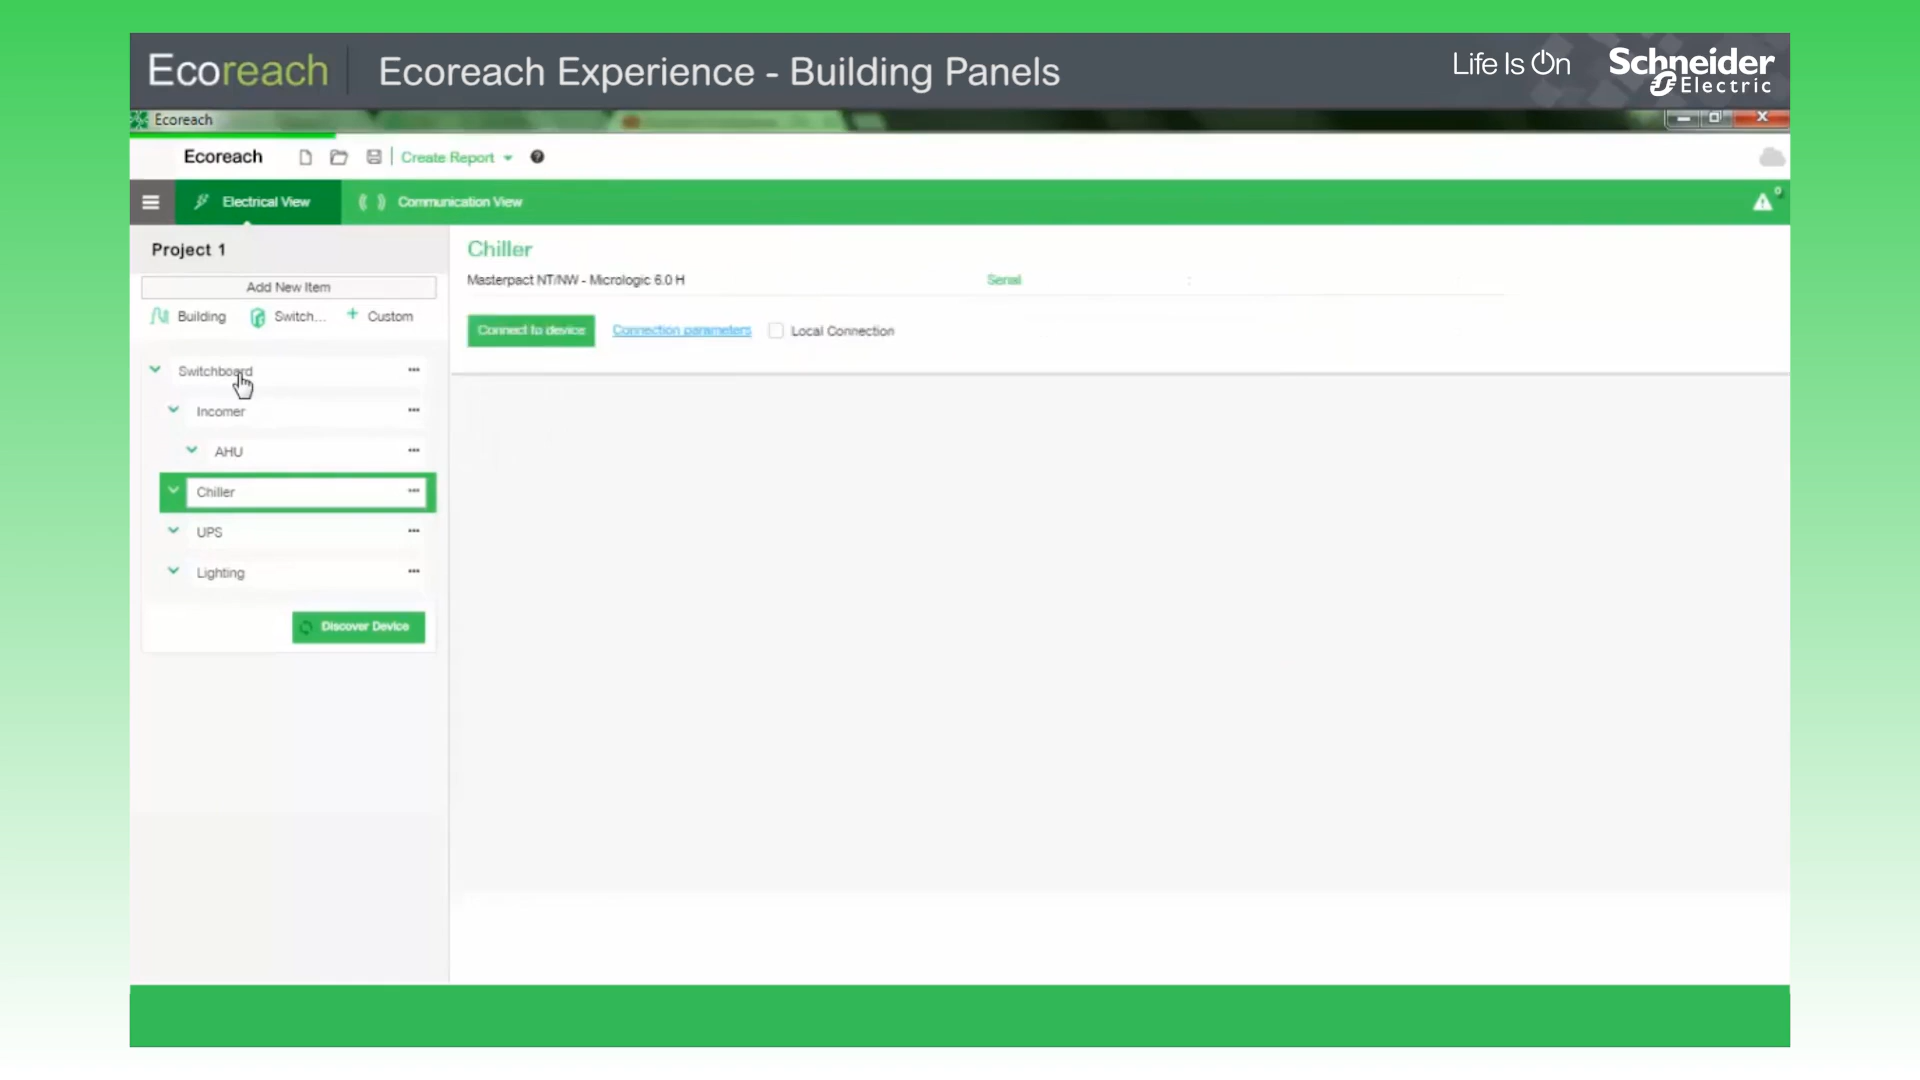 Ecoreach Ecoreach Experience - Building Panels Life Is On Schneider Electric
Ecoreach
Ecoreach Create Report
Electrical View Communication View 0
Project 1
Add New Item
Building Switch... Custom
Switchboard
Incomer
AHU
Chiller
UPS
Lighting
Discover Device
Chiller
Masterpact NT/NW - Micrologic 6.0 H Serial :
Connect to device Connection parameters Local Connection